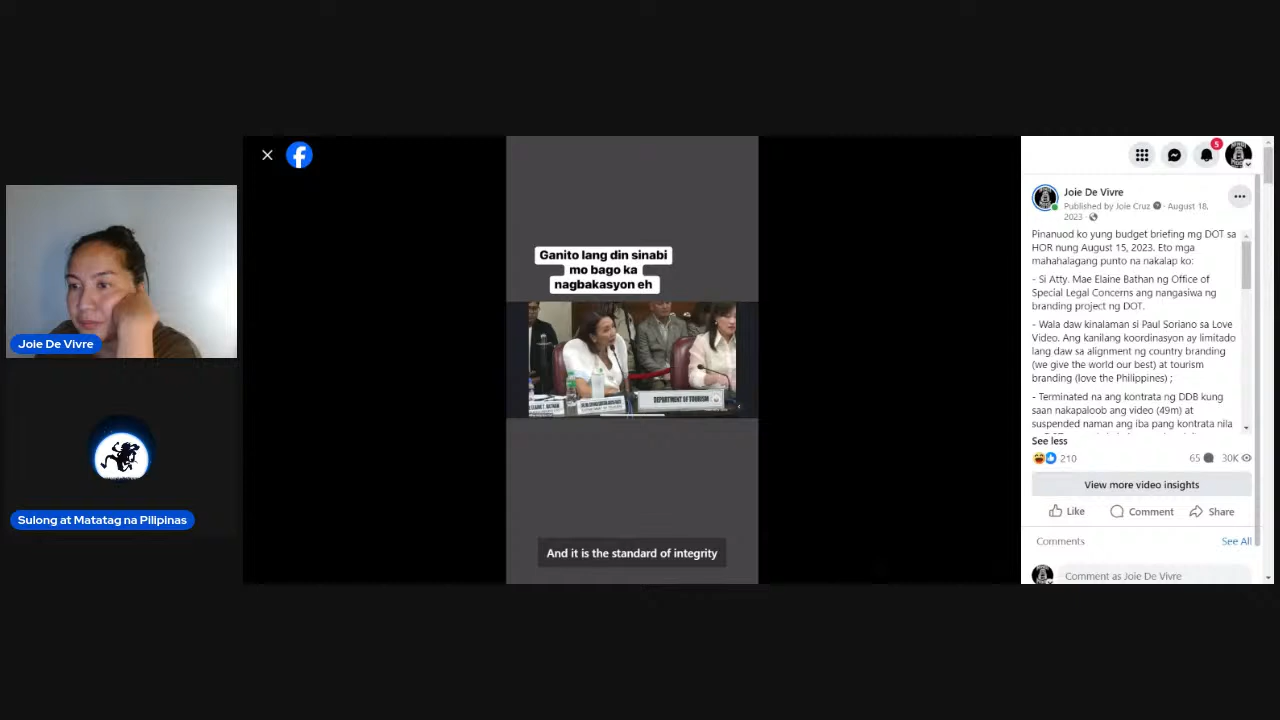 Joie De Vivre
Sulong at Matatag na Pilipinas
Ganito lang din sinabi
mo bago ka
nagbakasyon eh
DEPARTMENT OF TOURISM
And it is the standard of integrity
5
Joie De Vivre
Published by Joie Cruz · August 18,
2023 ·
Pinanuod ko yung budget briefing mg DOT sa
HOR nung August 15, 2023. Eto mga
mahahalagang punto na nakalap ko:
- Si Atty. Mae Elaine Bathan ng Office of
Special Legal Concerns ang nangasiwa ng
branding project ng DOT.
- Wala daw kinalaman si Paul Soriano sa Love
Video. Ang kanilang koordinasyon ay limitado
lang daw sa alignment ng country branding
(we give the world our best) at tourism
branding (love the Philippines) ;
- Terminated na ang kontrata ng DDB kung
saan nakapaloob ang video (49m) at
suspended naman ang iba pang kontrata nila
See less
210
65
30K
View more video insights
Like
Comment
Share
Comments
See All
Comment as Joie De Vivre